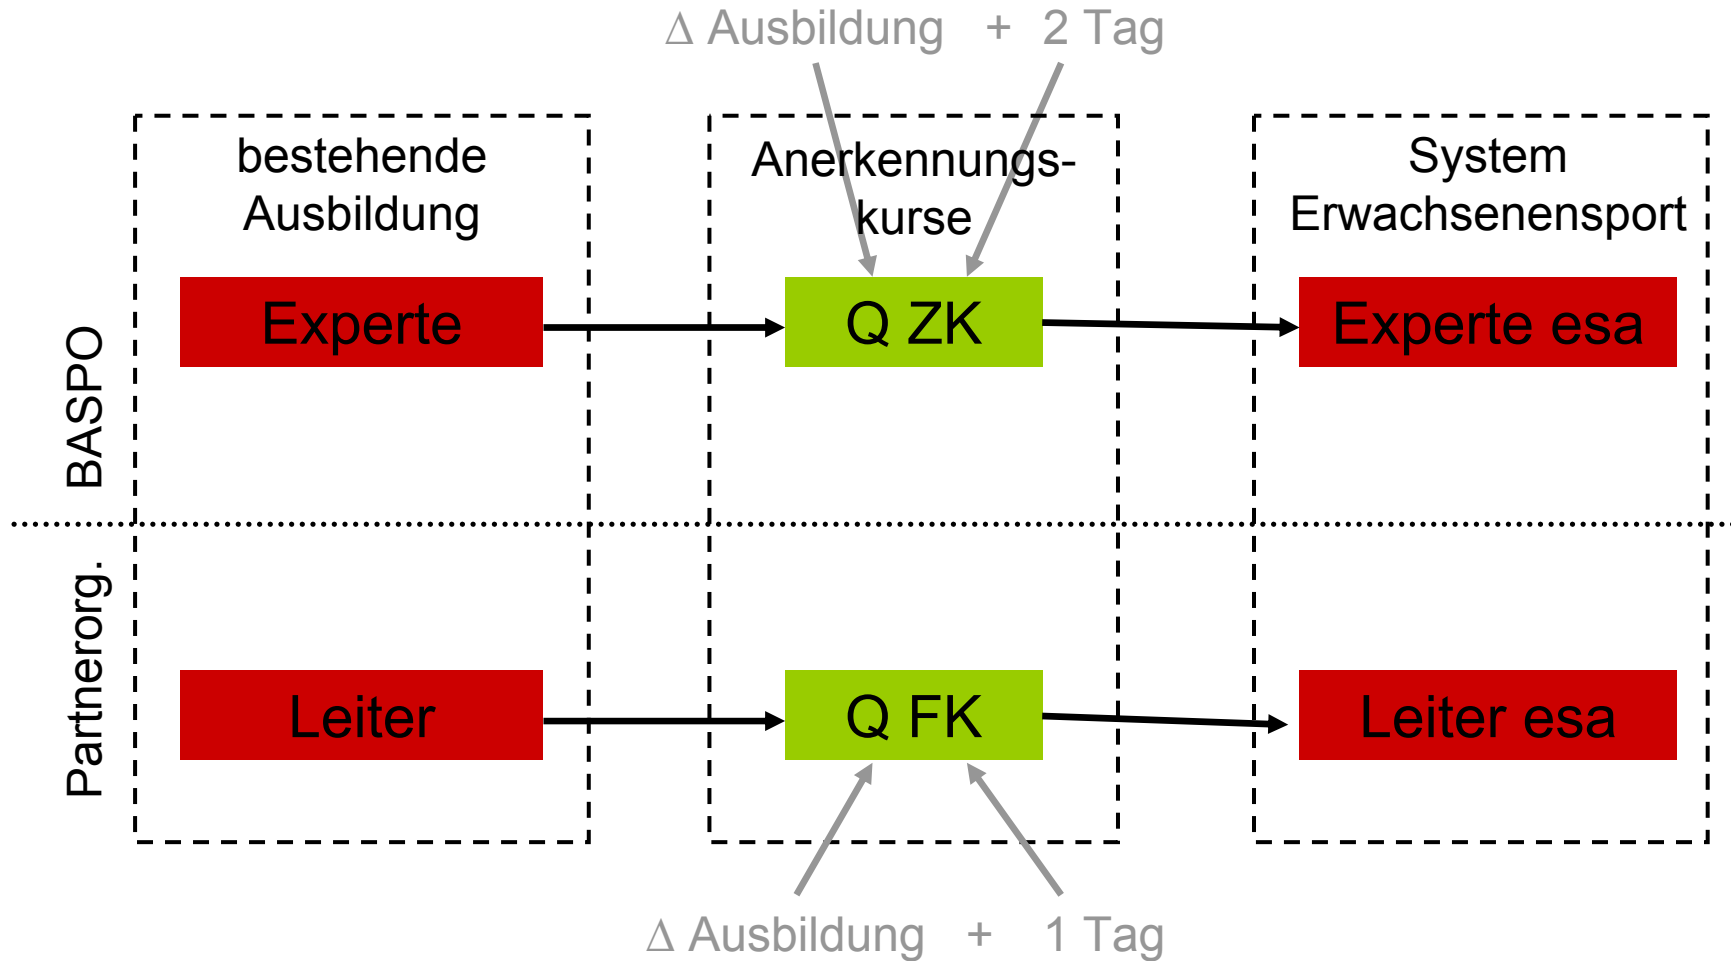 Δ Ausbildung + 2 Tag
bestehende
Ausbildung
Anerkennungs-
kurse
System
Erwachsenensport
BASPO
Experte
Q ZK
Experte esa
Partnerorg.
Leiter
Q FK
Leiter esa
Δ Ausbildung + 1 Tag